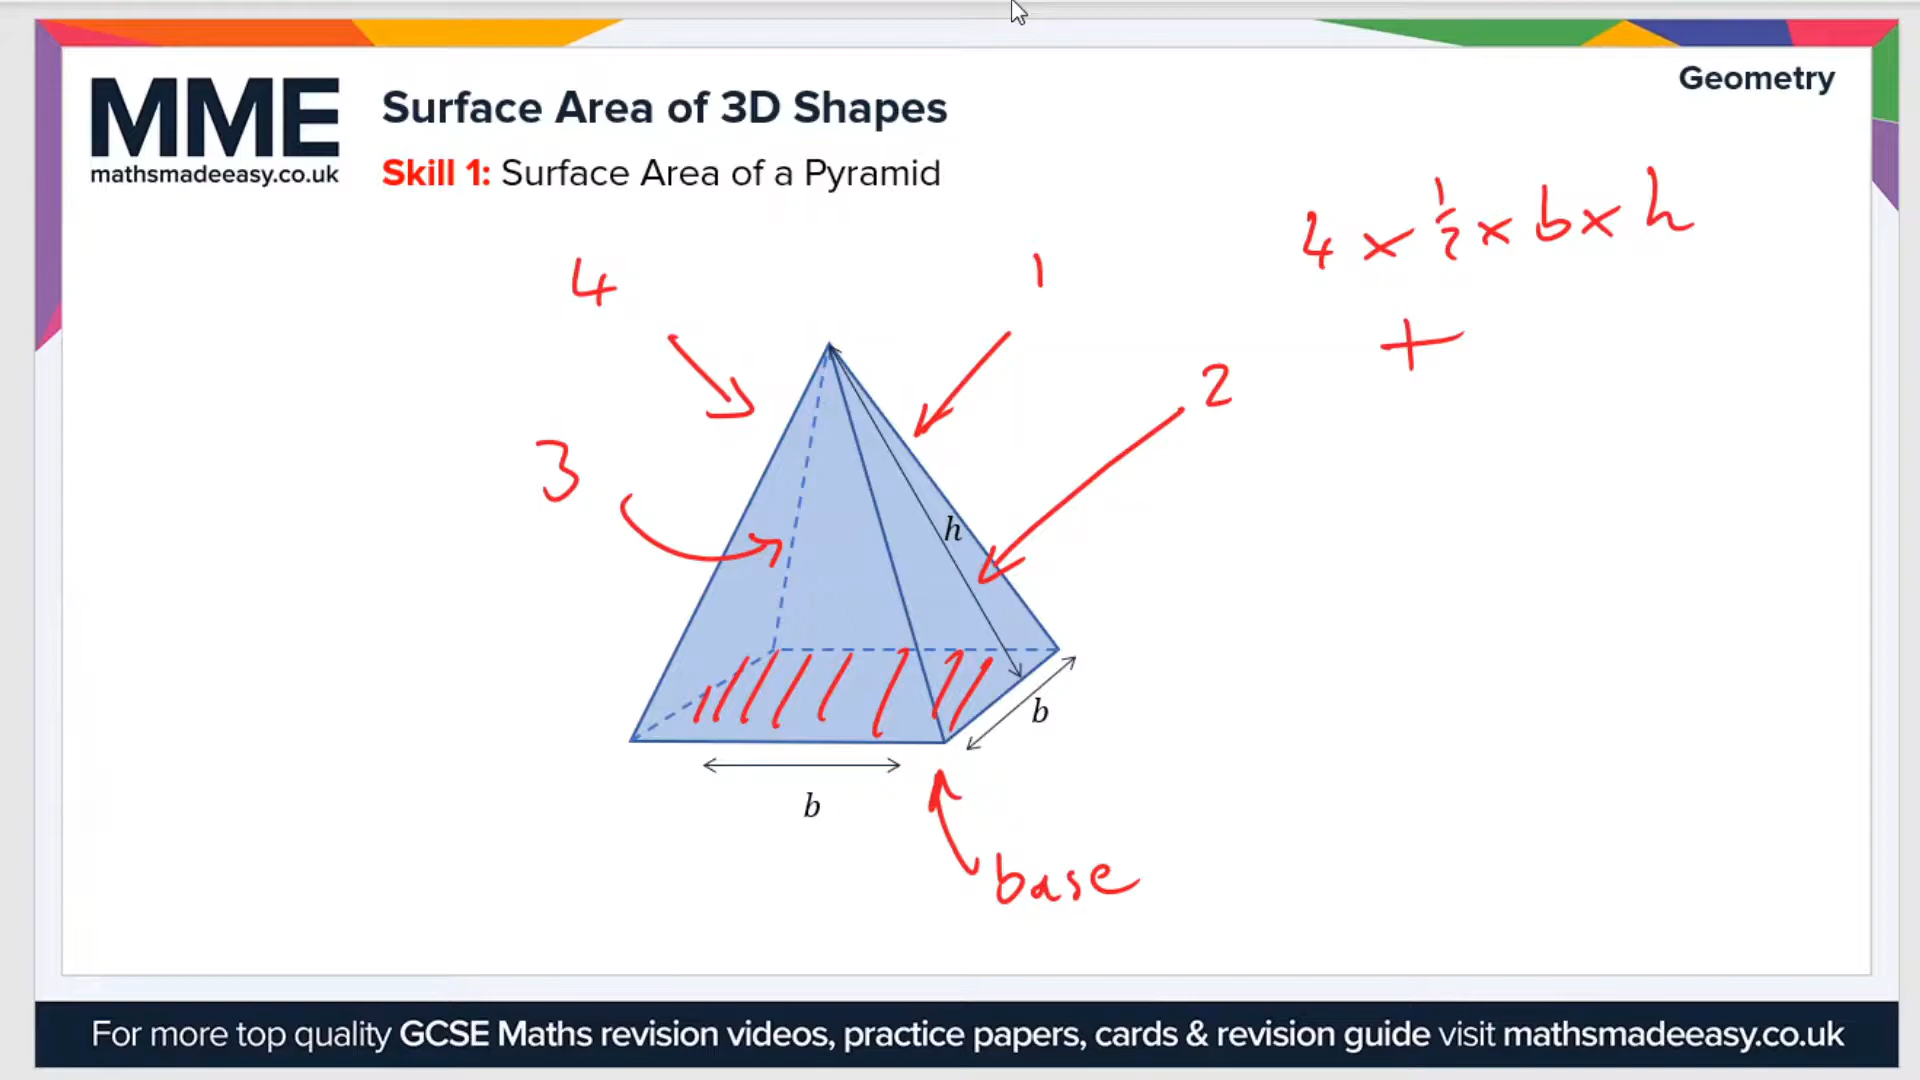 Geometry
MME
mathsmadeeasy.co.uk
Surface Area of 3D Shapes
Skill 1: Surface Area of a Pyramid
4 × 1/2 × b × h
+
4
1
2
3
h
b
b
base
For more top quality GCSE Maths revision videos, practice papers, cards & revision guide visit mathsmadeeasy.co.uk